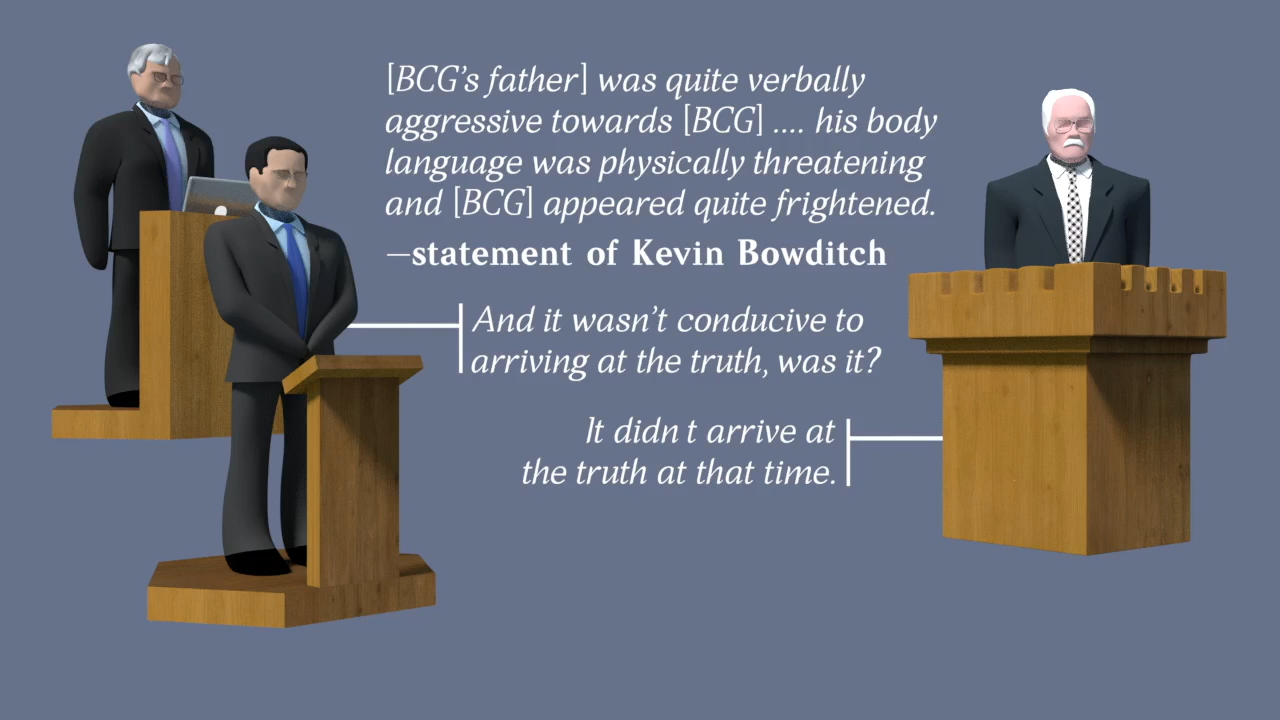 [BCG’s father] was quite verbally
aggressive towards [BCG] .... his body
language was physically threatening
and [BCG] appeared quite frightened.
—statement of Kevin Bowditch
And it wasn’t conducive to
arriving at the truth, was it?
It didn t arrive at
the truth at that time.